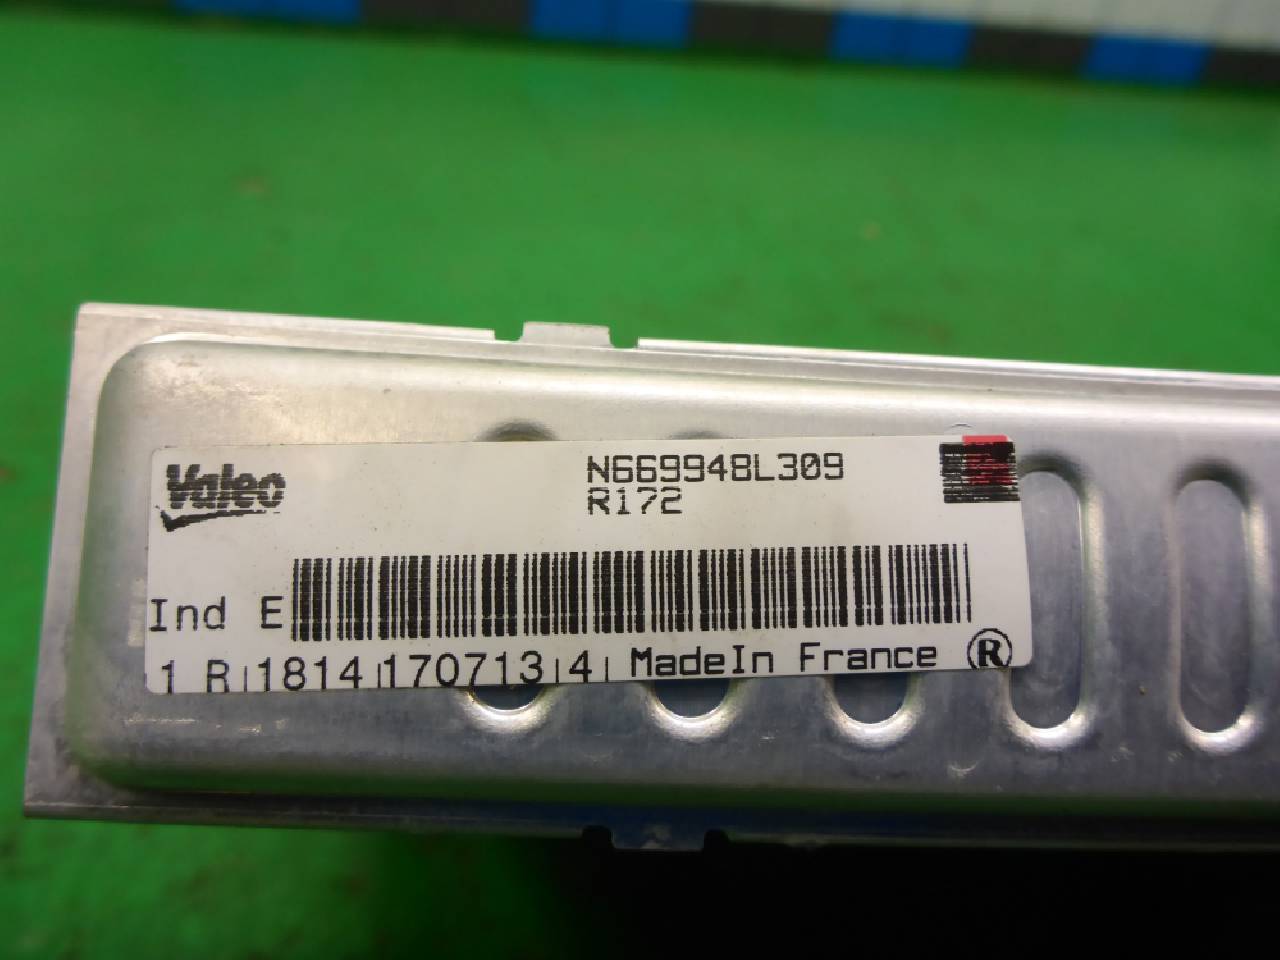 Valeo
N669948L309
R172
Ind E
1 R 1814 170713 4 MadeIn France R